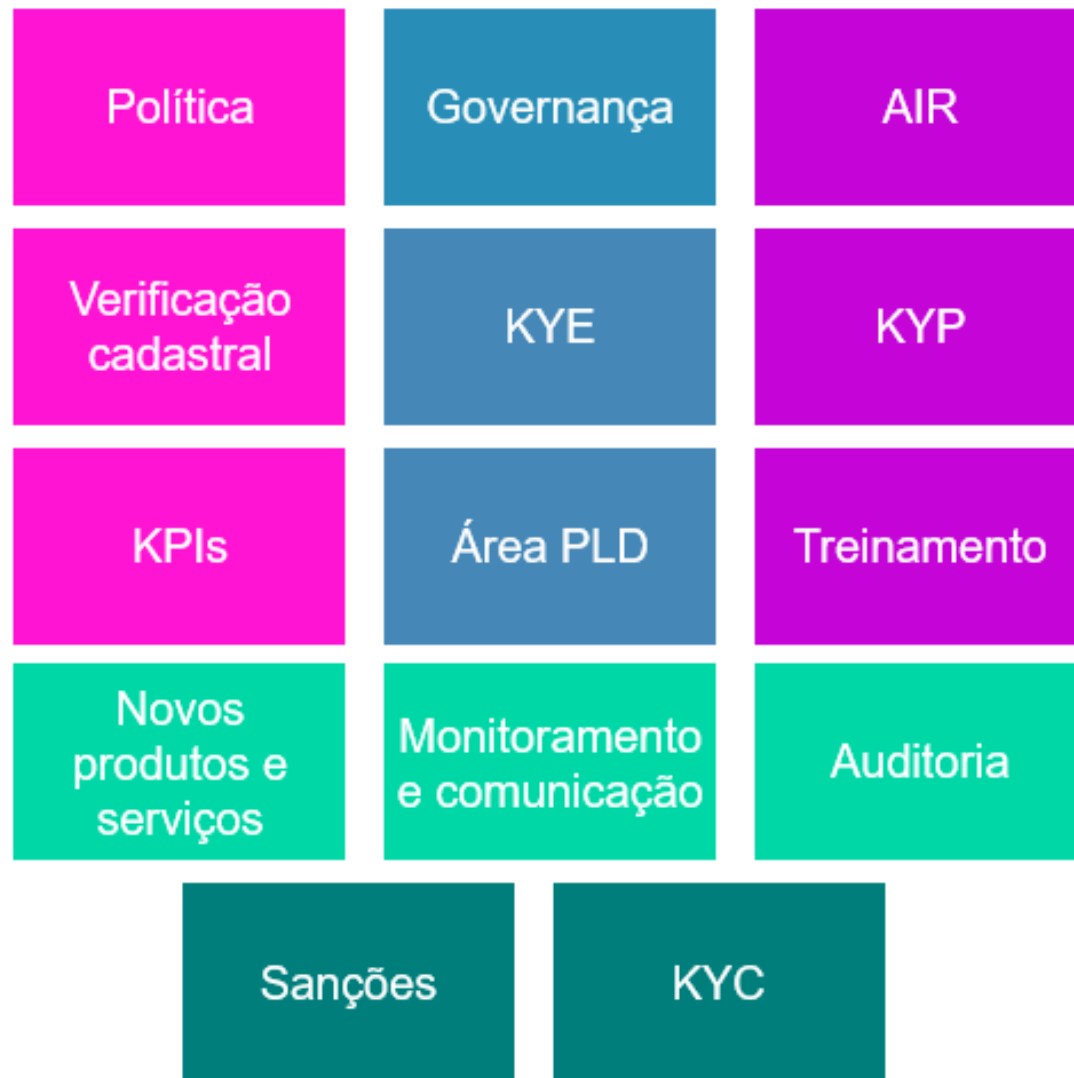 Política
Governança
AIR
Verificação
cadastral
KYE
KYP
KPIs
Área PLD
Treinamento
Novos
produtos e
serviços
Monitoramento
e comunicação
Auditoria
Sanções
KYC